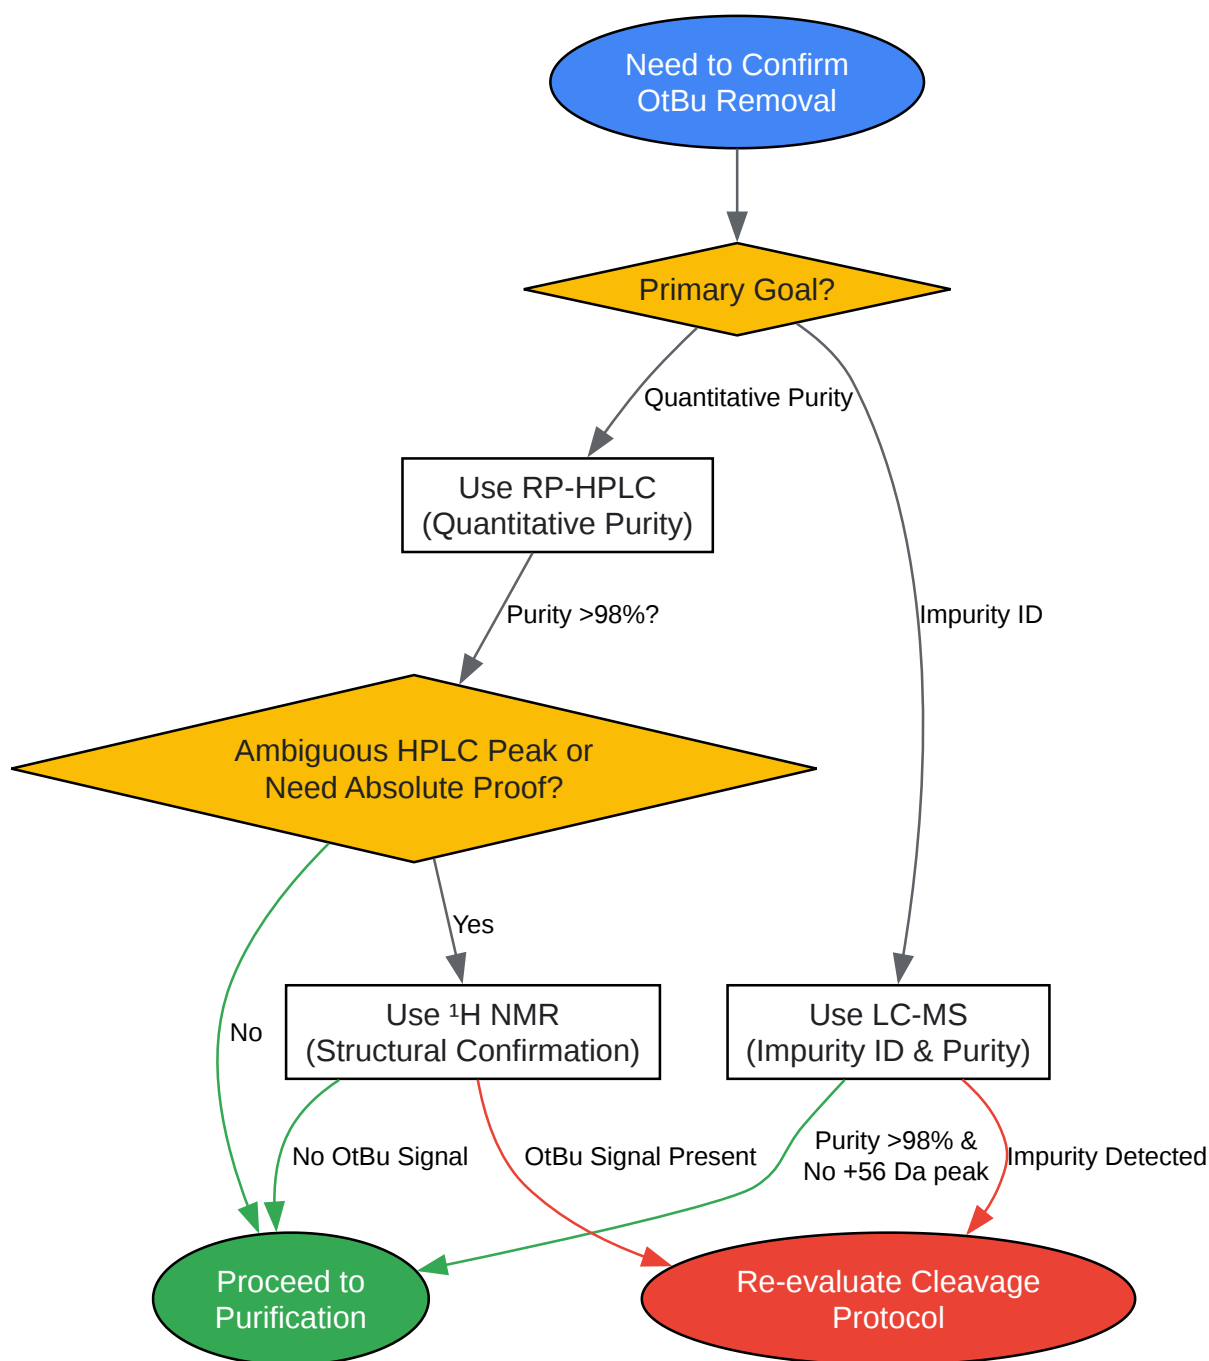 Need to Confirm
OtBu Removal
Primary Goal?
Quantitative Purity
Use RP-HPLC
(Quantitative Purity)
Purity >98%?
Impurity ID
Ambiguous HPLC Peak or
Need Absolute Proof?
Yes
No
Use ¹H NMR
(Structural Confirmation)
Use LC-MS
(Impurity ID & Purity)
No OtBu Signal
OtBu Signal Present
Purity >98% &
No +56 Da peak
Impurity Detected
Proceed to
Purification
Re-evaluate Cleavage
Protocol